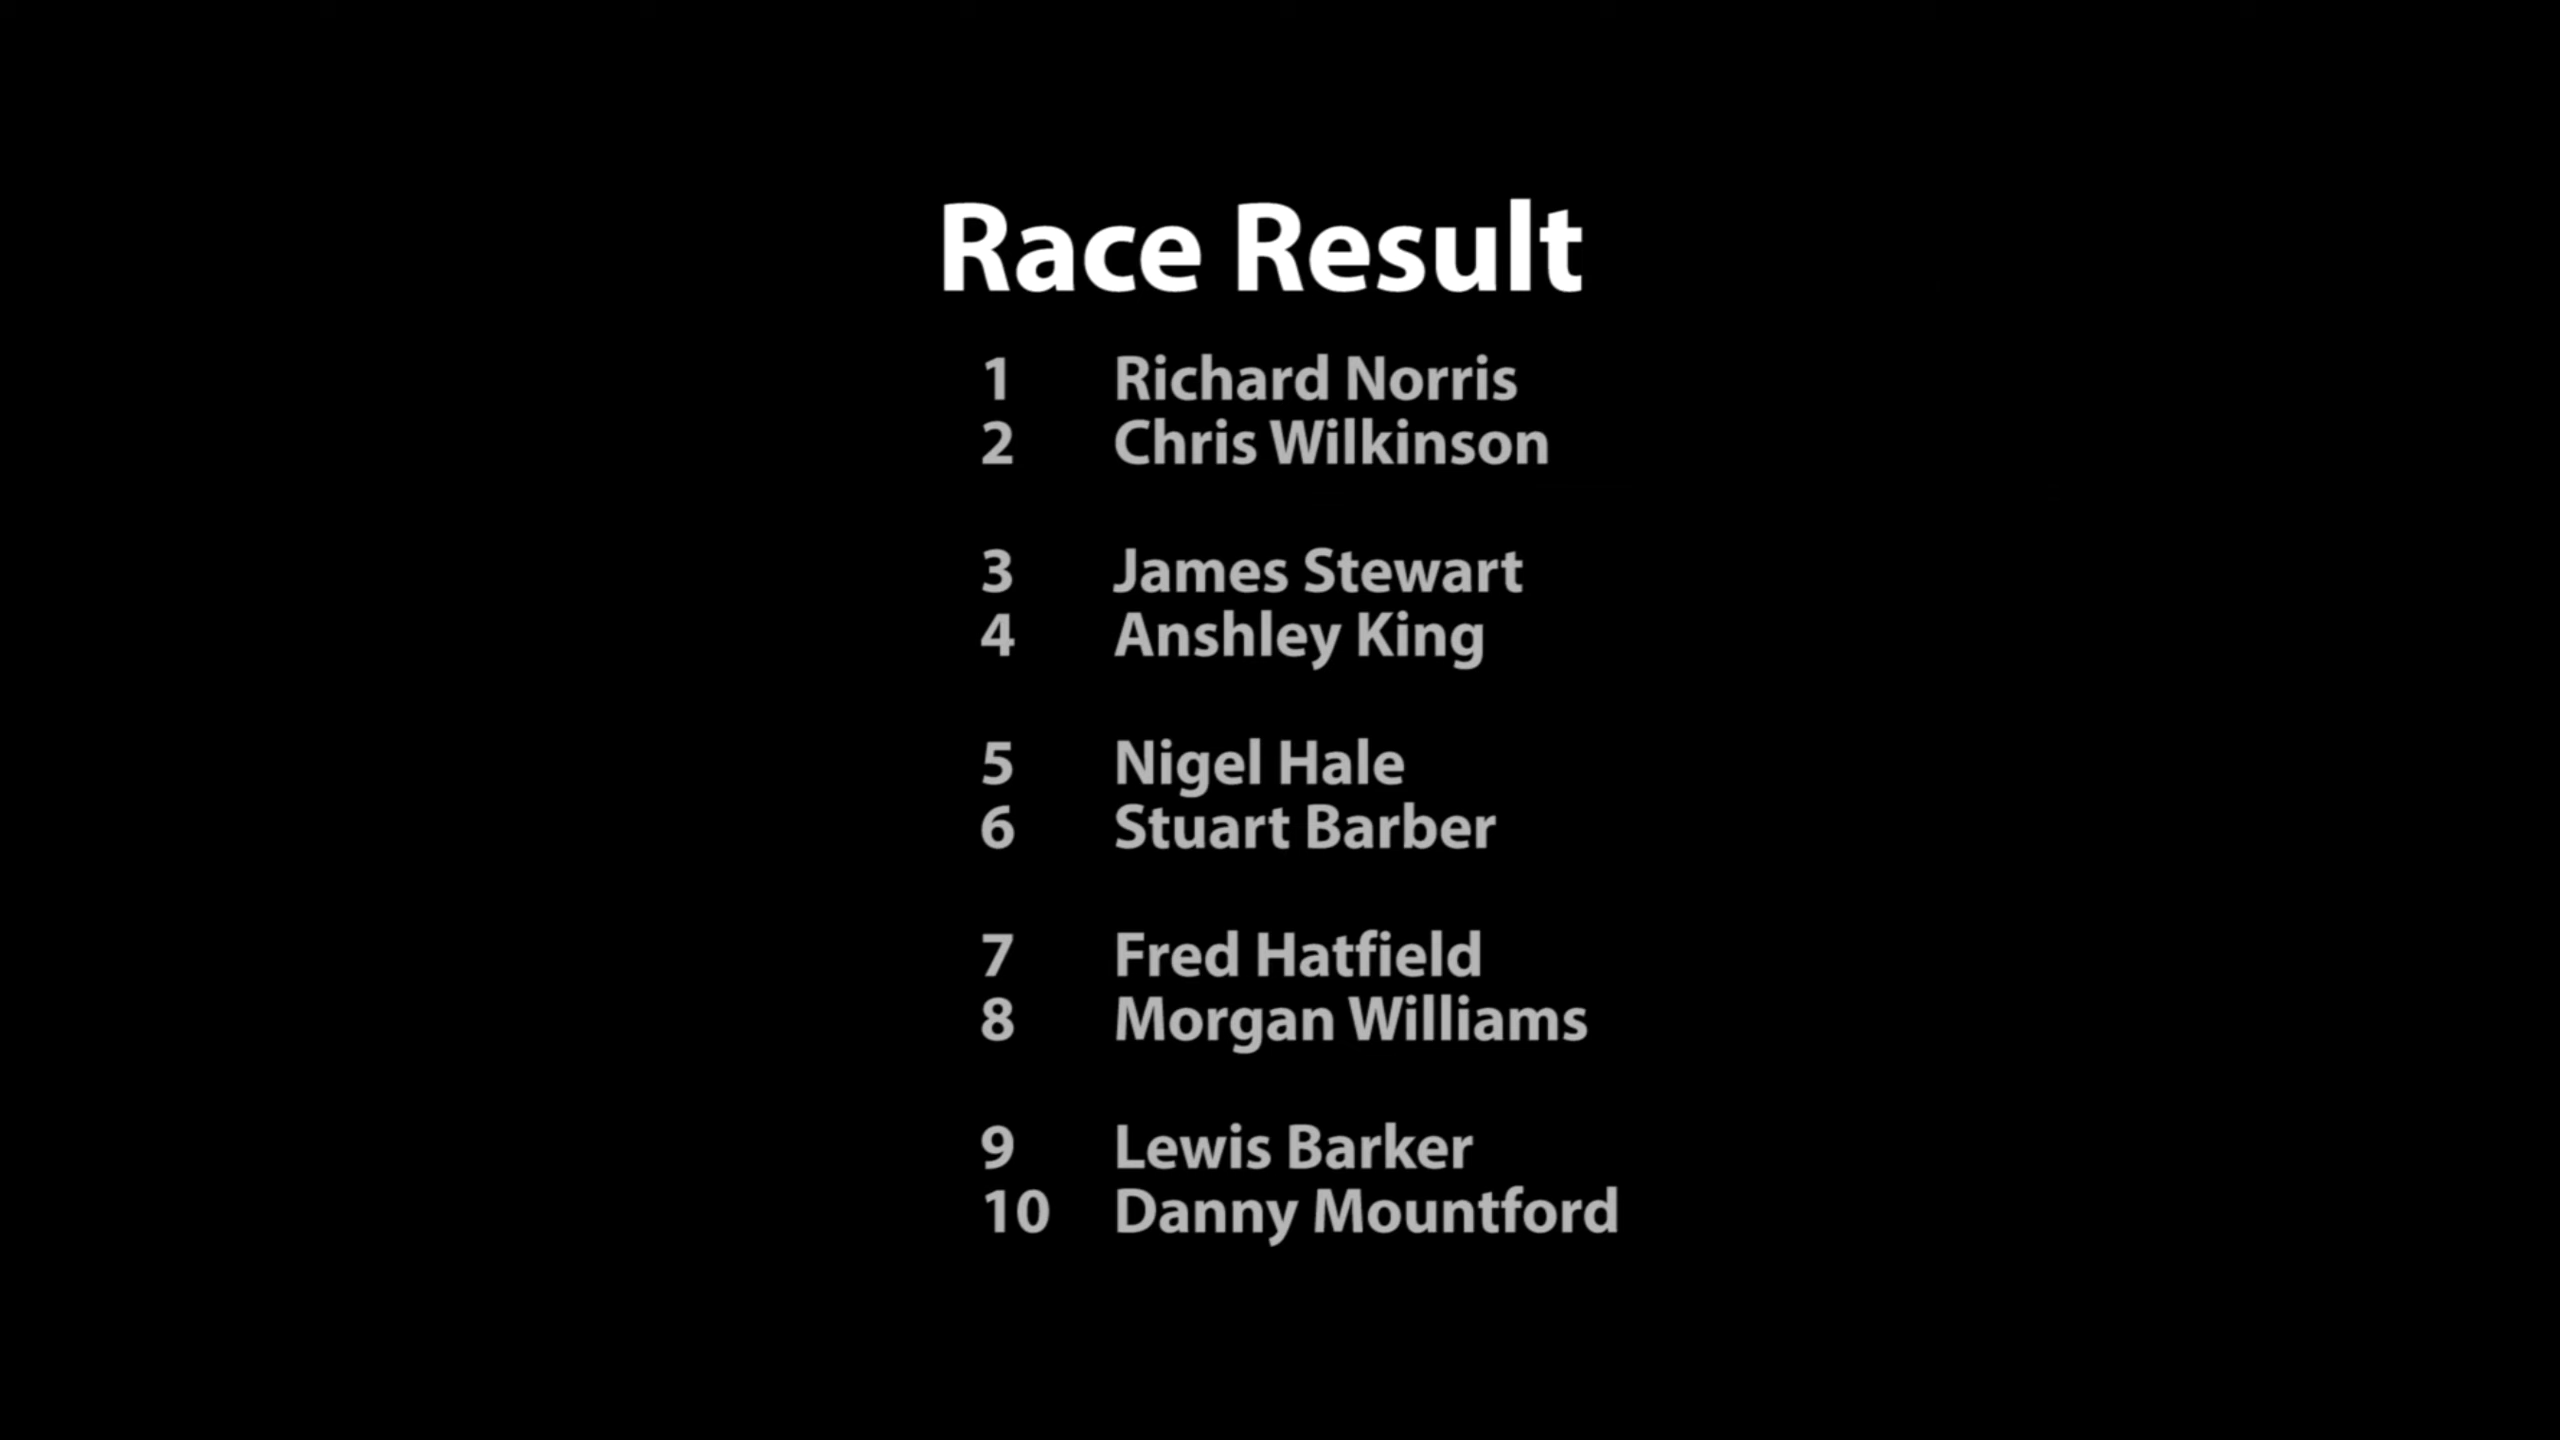 Race Result
1 Richard Norris
2 Chris Wilkinson
3 James Stewart
4 Anshley King
5 Nigel Hale
6 Stuart Barber
7 Fred Hatfield
8 Morgan Williams
9 Lewis Barker
10 Danny Mountford